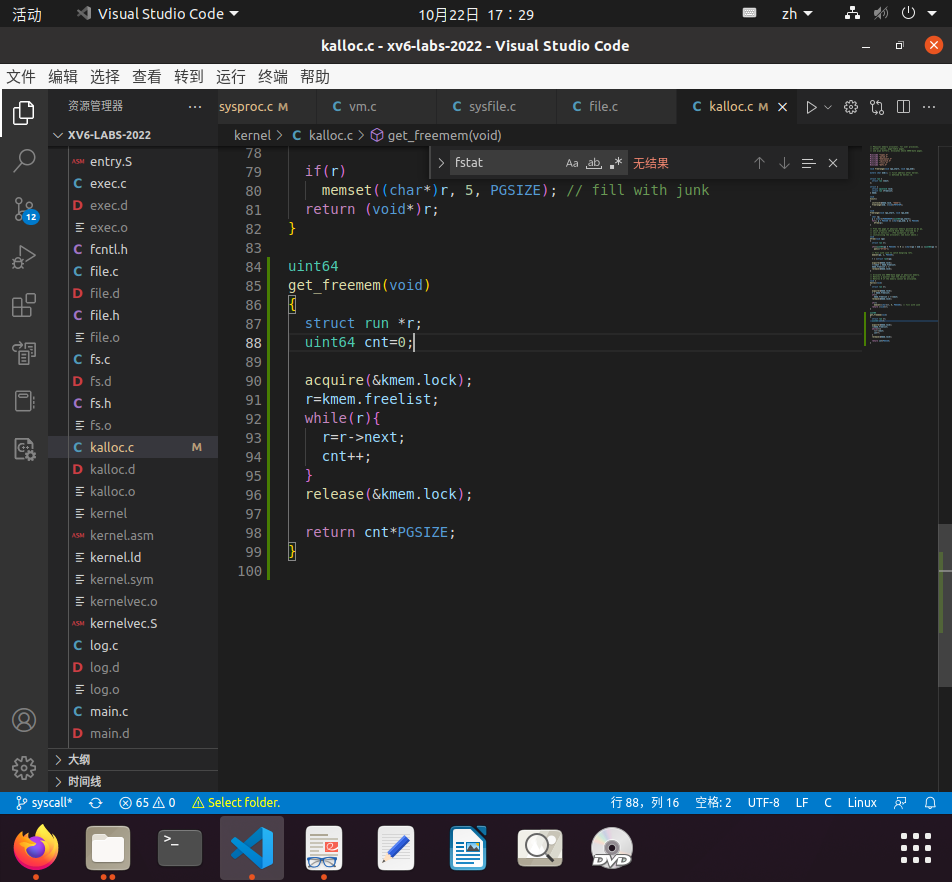 活动
Visual Studio Code
10月22日 17：29
zh
kalloc.c - xv6-labs-2022 - Visual Studio Code
文件 编辑 选择 查看 转到 运行 终端 帮助
资源管理器
sysproc.c M
C vm.c
C sysfile.c
C file.c
C kalloc.c M
XV6-LABS-2022
kernel > C kalloc.c > get_freemem(void)
fstat
Aa ab .*
无结果
ASM entry.S
C exec.c
D exec.d
exec.o
C fcntl.h
C file.c
D file.d
C file.h
file.o
C fs.c
D fs.d
C fs.h
fs.o
C kalloc.c M
D kalloc.d
kalloc.o
kernel
ASM kernel.asm
kernel.ld
kernel.sym
kernelvec.o
ASM kernelvec.S
C log.c
D log.d
log.o
C main.c
D main.d
大纲
时间线
12
78
79 if(r)
80 memset((char*)r, 5, PGSIZE); // fill with junk
81 return (void*)r;
82 }
83
84 uint64
85 get_freemem(void)
86 {
87 struct run *r;
88 uint64 cnt=0;
89
90 acquire(&kmem.lock);
91 r=kmem.freelist;
92 while(r){
93 r=r->next;
94 cnt++;
95 }
96 release(&kmem.lock);
97
98 return cnt*PGSIZE;
99 }
100
syscall*
65
0
Select folder.
行 88，列 16
空格: 2
UTF-8
LF
C
Linux
>_
DVD